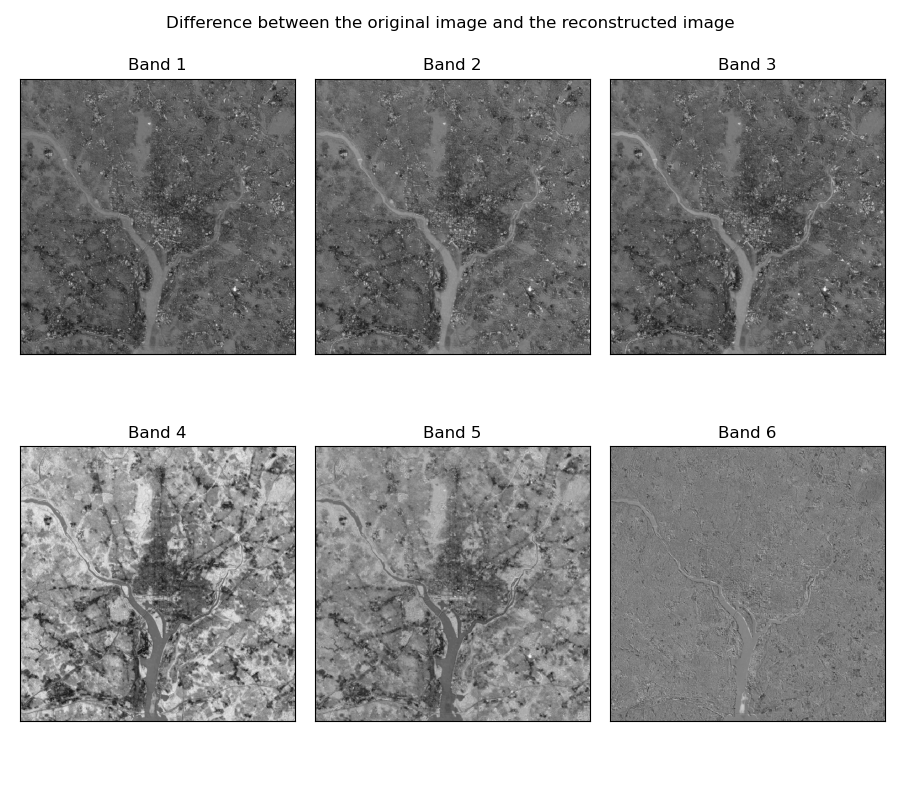 Difference between the original image and the reconstructed image
Band 1
Band 2
Band 3
Band 4
Band 5
Band 6